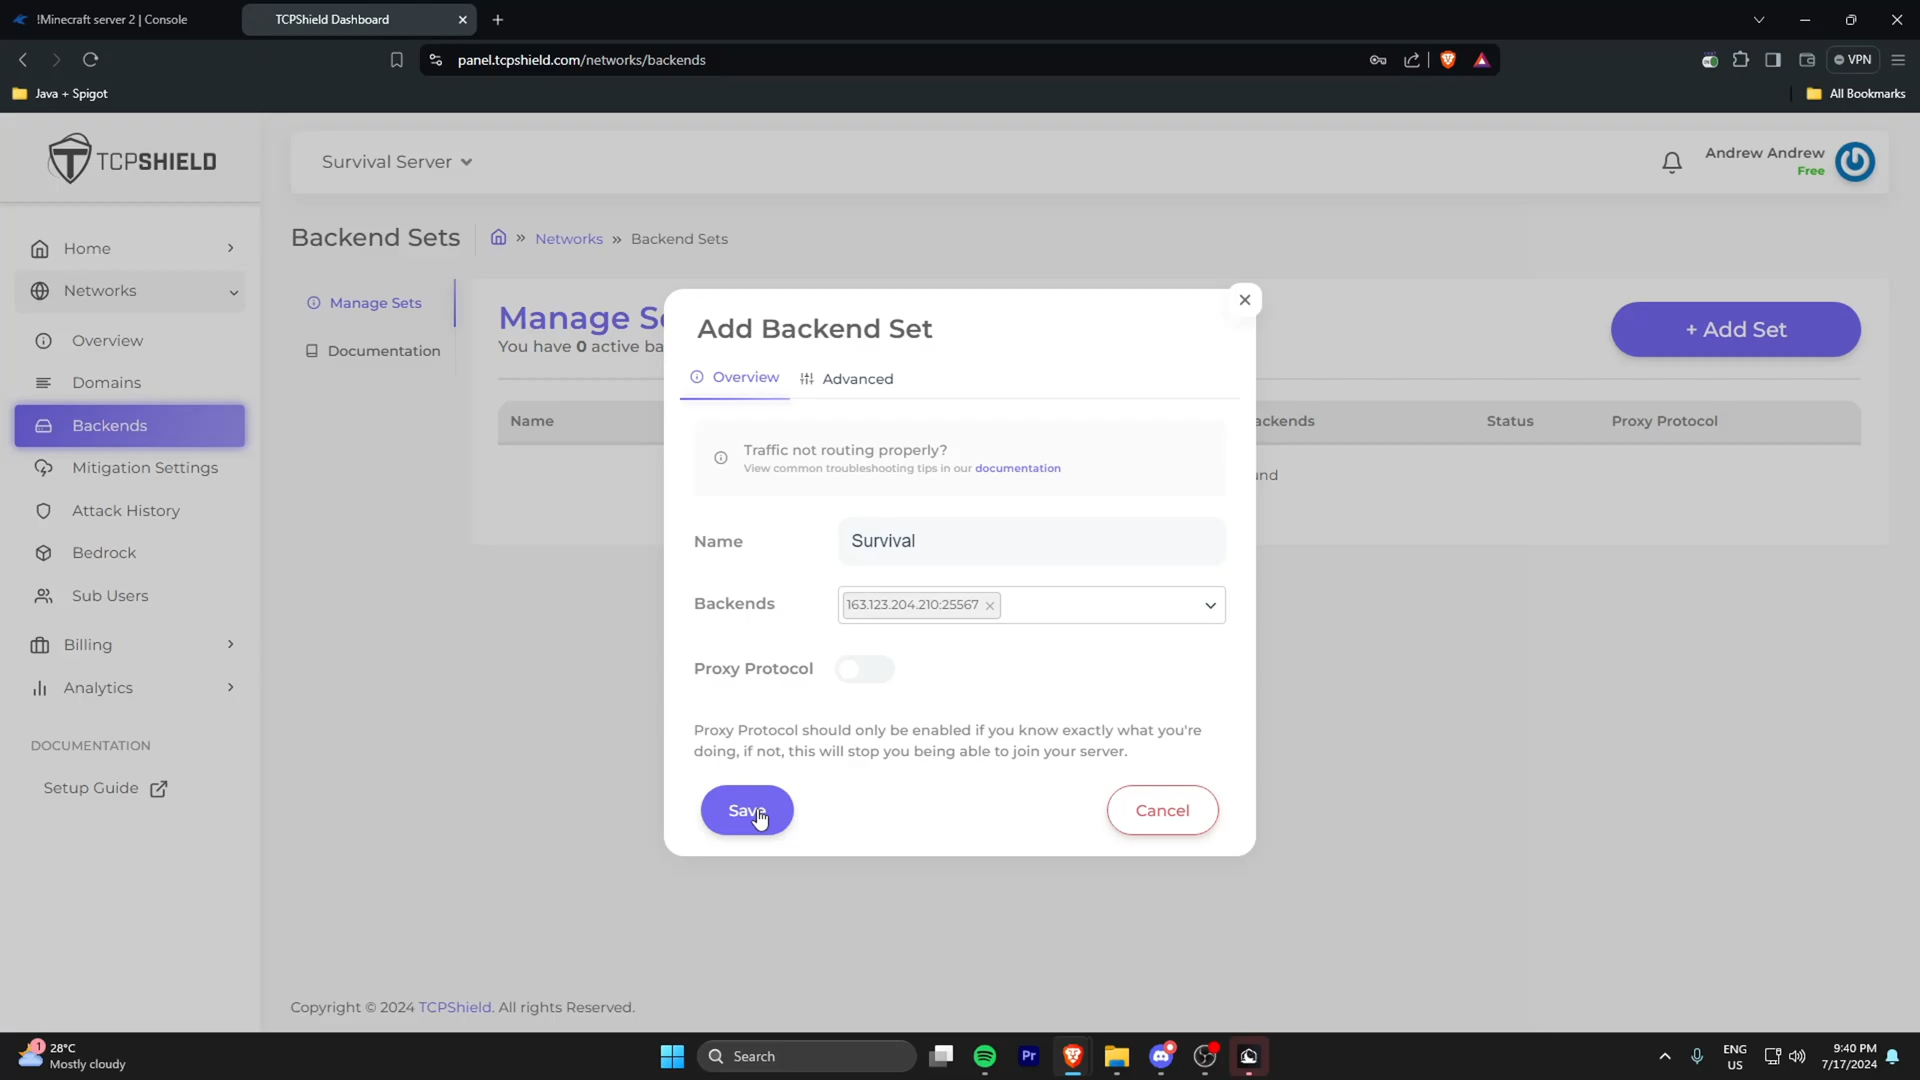 !Minecraft server 2 | Console
TCPShield Dashboard
panel.tcpshield.com/networks/backends
VPN
Java + Spigot
All Bookmarks
TCPSHIELD
Survival Server
Andrew Andrew
Free
Home
Networks
Overview
Domains
Backends
Mitigation Settings
Attack History
Bedrock
Sub Users
Billing
Analytics
DOCUMENTATION
Setup Guide
Backend Sets
» Networks » Backend Sets
Manage Sets
Documentation
Manage S
You have 0 active ba
+ Add Set
Name
ackends
Status
Proxy Protocol
und
Add Backend Set
Overview
Advanced
Traffic not routing properly?
View common troubleshooting tips in our documentation
Name
Survival
Backends
163.123.204.210:25567
Proxy Protocol
Proxy Protocol should only be enabled if you know exactly what you're
doing, if not, this will stop you being able to join your server.
Save
Cancel
Copyright © 2024 TCPShield. All rights Reserved.
1
28°C
Mostly cloudy
Search
Pr
ENG
US
9:40 PM
7/17/2024